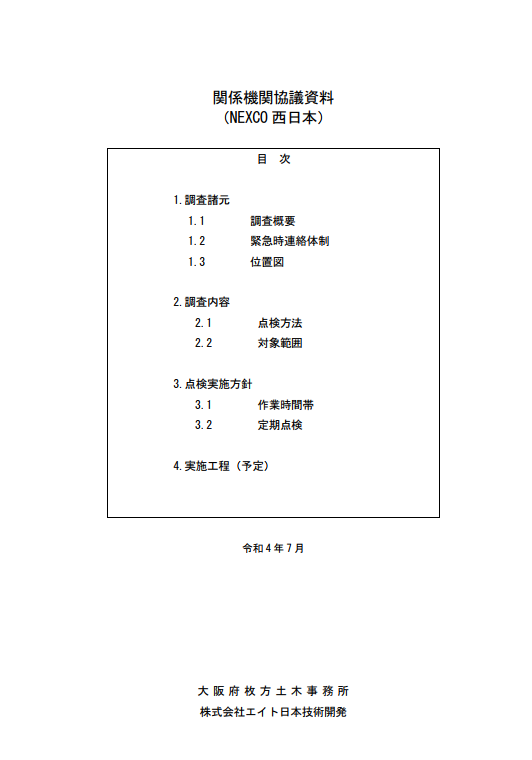 関係機関協議資料
（NEXCO 西日本）
目　次
1.調査諸元
1.1　調査概要
1.2　緊急時連絡体制
1.3　位置図
2.調査内容
2.1　点検方法
2.2　対象範囲
3.点検実施方針
3.1　作業時間帯
3.2　定期点検
4.実施工程（予定）
令和4年7月
大阪府枚方土木事務所
株式会社エイト日本技術開発